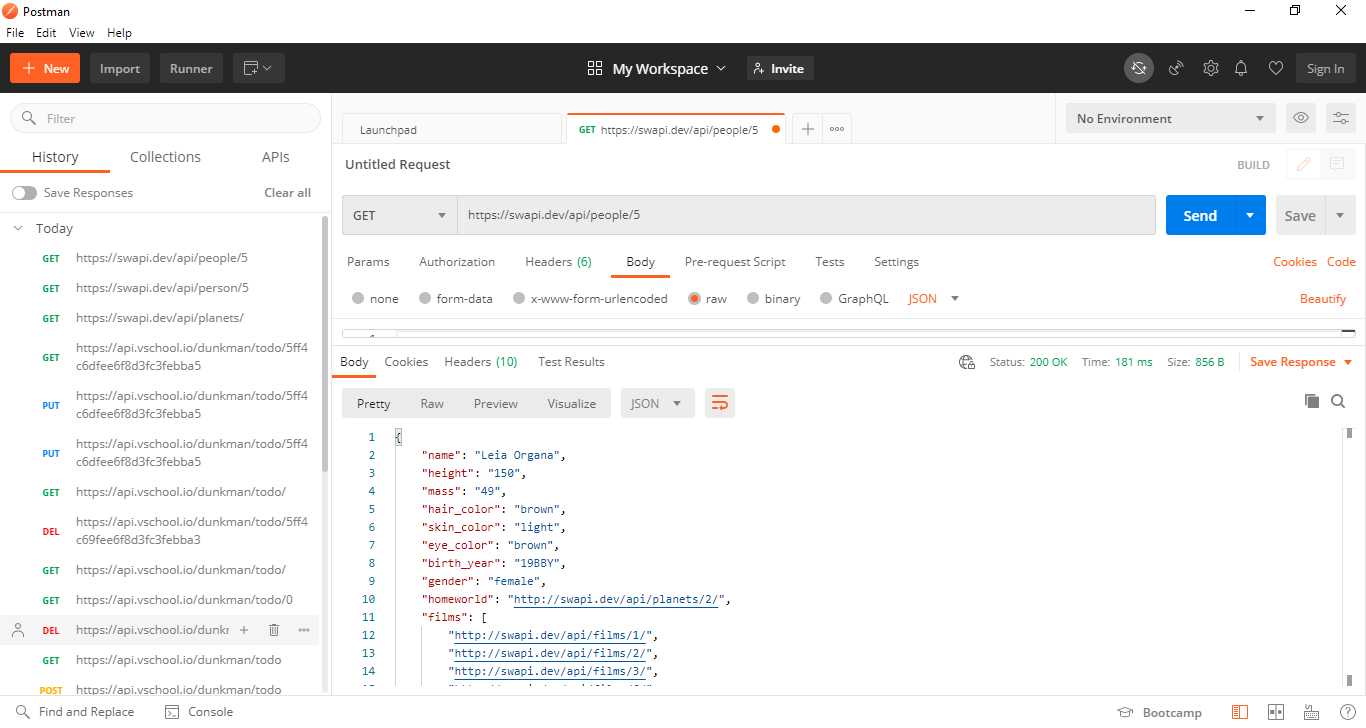 Postman
File Edit View Help
New Import Runner My Workspace Invite Sign In
Filter
History Collections APIs
Save Responses Clear all
Today
GET https://swapi.dev/api/people/5
GET https://swapi.dev/api/person/5
GET https://swapi.dev/api/planets/
GET https://api.vschool.io/dunkman/todo/5ff4
c6dfee6f8d3fc3febba5
PUT https://api.vschool.io/dunkman/todo/5ff4
c6dfee6f8d3fc3febba5
PUT https://api.vschool.io/dunkman/todo/5ff4
c6dfee6f8d3fc3febba5
GET https://api.vschool.io/dunkman/todo/
DEL https://api.vschool.io/dunkman/todo/5ff4
c69fee6f8d3fc3febba3
GET https://api.vschool.io/dunkman/todo/
GET https://api.vschool.io/dunkman/todo/0
DEL https://api.vschool.io/dunkr
GET https://api.vschool.io/dunkman/todo
POST https://api.vschool.io/dunkman/todo
Launchpad GET https://swapi.dev/api/people/5 No Environment
Untitled Request BUILD
GET https://swapi.dev/api/people/5 Send Save
Params Authorization Headers (6) Body Pre-request Script Tests Settings Cookies Code
none form-data x-www-form-urlencoded raw binary GraphQL JSON Beautify
Body Cookies Headers (10) Test Results Status: 200 OK Time: 181 ms Size: 856 B Save Response
Pretty Raw Preview Visualize JSON
1 {
2 "name": "Leia Organa",
3 "height": "150",
4 "mass": "49",
5 "hair_color": "brown",
6 "skin_color": "light",
7 "eye_color": "brown",
8 "birth_year": "19BBY",
9 "gender": "female",
10 "homeworld": "http://swapi.dev/api/planets/2/",
11 "films": [
12 "http://swapi.dev/api/films/1/",
13 "http://swapi.dev/api/films/2/",
14 "http://swapi.dev/api/films/3/",
Find and Replace Console Bootcamp